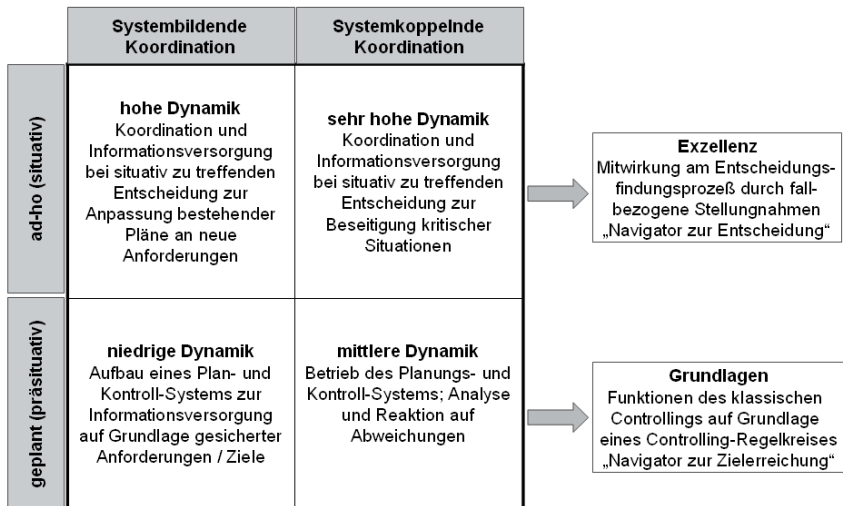 Systembildende
Koordination
Systemkoppelnde
Koordination
ad-ho (situativ)
hohe Dynamik
Koordination und
Informationsversorgung
bei situativ zu treffenden
Entscheidung zur
Anpassung bestehender
Pläne an neue
Anforderungen
sehr hohe Dynamik
Koordination und
Informationsversorgung
bei situativ zu treffenden
Entscheidung zur
Beseitigung kritischer
Situationen
Exzellenz
Mitwirkung am Entscheidungs-
findungsprozeß durch fall-
bezogene Stellungnahmen
„Navigator zur Entscheidung“
geplant (präsituativ)
niedrige Dynamik
Aufbau eines Plan- und
Kontroll-Systems zur
Informationsversorgung
auf Grundlage gesicherter
Anforderungen / Ziele
mittlere Dynamik
Betrieb des Planungs- und
Kontroll-Systems; Analyse
und Reaktion auf
Abweichungen
Grundlagen
Funktionen des klassischen
Controllings auf Grundlage
eines Controlling-Regelkreises
„Navigator zur Zielerreichung“